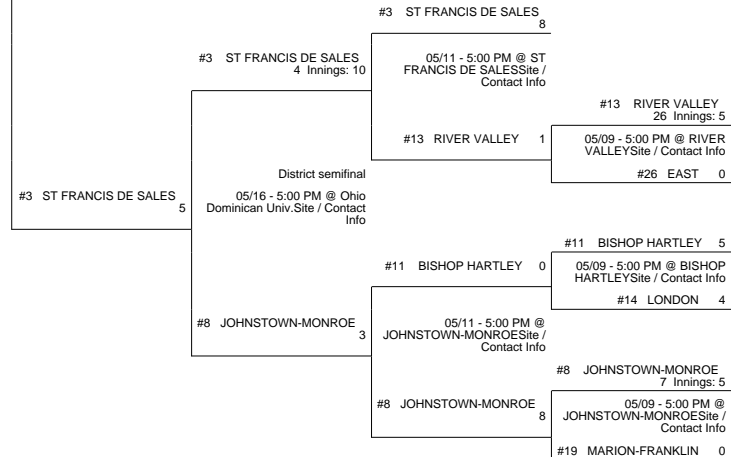 #3 ST FRANCIS DE SALES
8
#3 ST FRANCIS DE SALES
4 Innings: 10
05/11 - 5:00 PM @ ST
FRANCIS DE SALESSite /
Contact Info
#13 RIVER VALLEY
26 Innings: 5
#13 RIVER VALLEY 1
05/09 - 5:00 PM @ RIVER
VALLEYSite / Contact Info
#26 EAST 0
District semifinal
#3 ST FRANCIS DE SALES
5
05/16 - 5:00 PM @ Ohio
Dominican Univ.Site / Contact
Info
#11 BISHOP HARTLEY 5
#11 BISHOP HARTLEY 0
05/09 - 5:00 PM @ BISHOP
HARTLEYSite / Contact Info
#14 LONDON 4
#8 JOHNSTOWN-MONROE
3
05/11 - 5:00 PM @
JOHNSTOWN-MONROESite /
Contact Info
#8 JOHNSTOWN-MONROE
7 Innings: 5
#8 JOHNSTOWN-MONROE
8
05/09 - 5:00 PM @
JOHNSTOWN-MONROESite /
Contact Info
#19 MARION-FRANKLIN 0